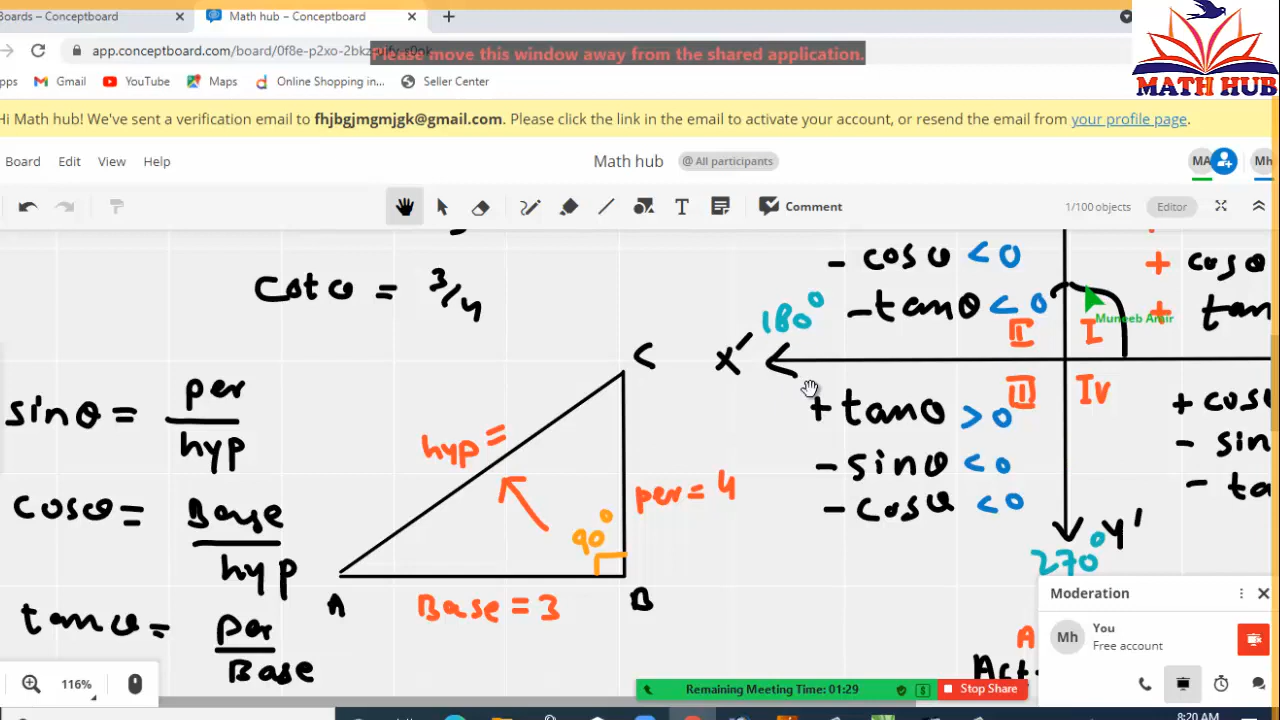 Boards – Conceptboard
Math hub – Conceptboard
app.conceptboard.com/board/0f8e-p2xo-2bkz
Please move this window away from the shared application.
MATH HUB
pps
Gmail
YouTube
Maps
Online Shopping in...
Seller Center
Hi Math hub! We've sent a verification email to fhjbgjmgmjgk@gmail.com. Please click the link in the email to activate your account, or resend the email from your profile page.
Board
Edit
View
Help
Math hub
@ All participants
MA
Mh
Comment
1/100 objects
Editor
cotθ = 3/4
sinθ = per/hyp
cosθ = Base/hyp
tanθ = per/Base
hyp =
per = 4
90°
Base = 3
A
B
C
- cosθ < 0
- tanθ < 0
180°
X'
II
I
Muneeb Amir
+ cosθ
+ tan
+ tanθ > 0
- sinθ < 0
- cosθ < 0
III
IV
+ cos
- sin
- ta
Y'
270°
A
Act
Moderation
Mh
You
Free account
116%
Remaining Meeting Time: 01:29
Stop Share
8:20 AM